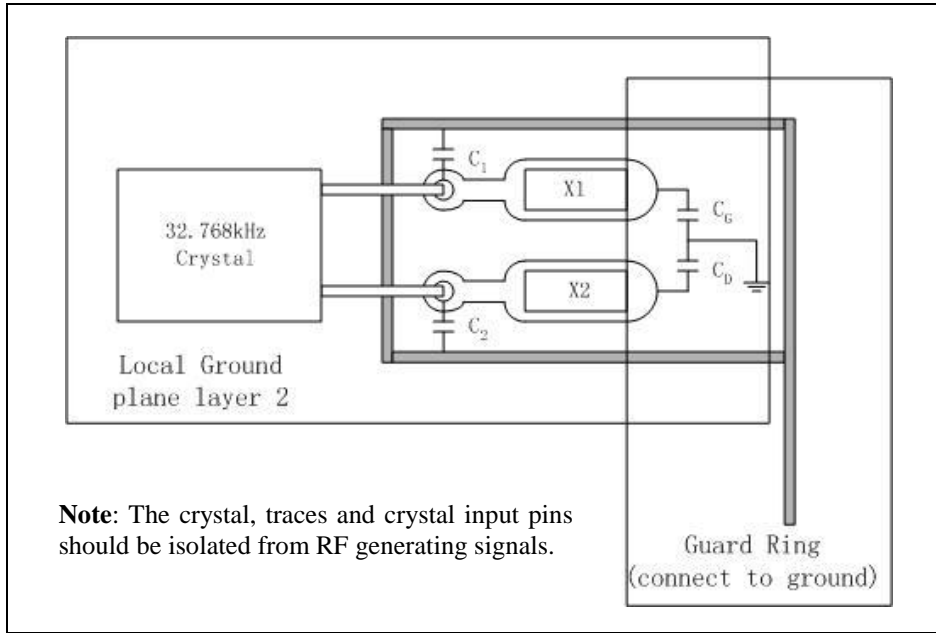 C1
X1
CG
32.768kHz
Crystal
CD
X2
C2
Local Ground
plane layer 2
Note: The crystal, traces and crystal input pins
should be isolated from RF generating signals.
Guard Ring
(connect to ground)